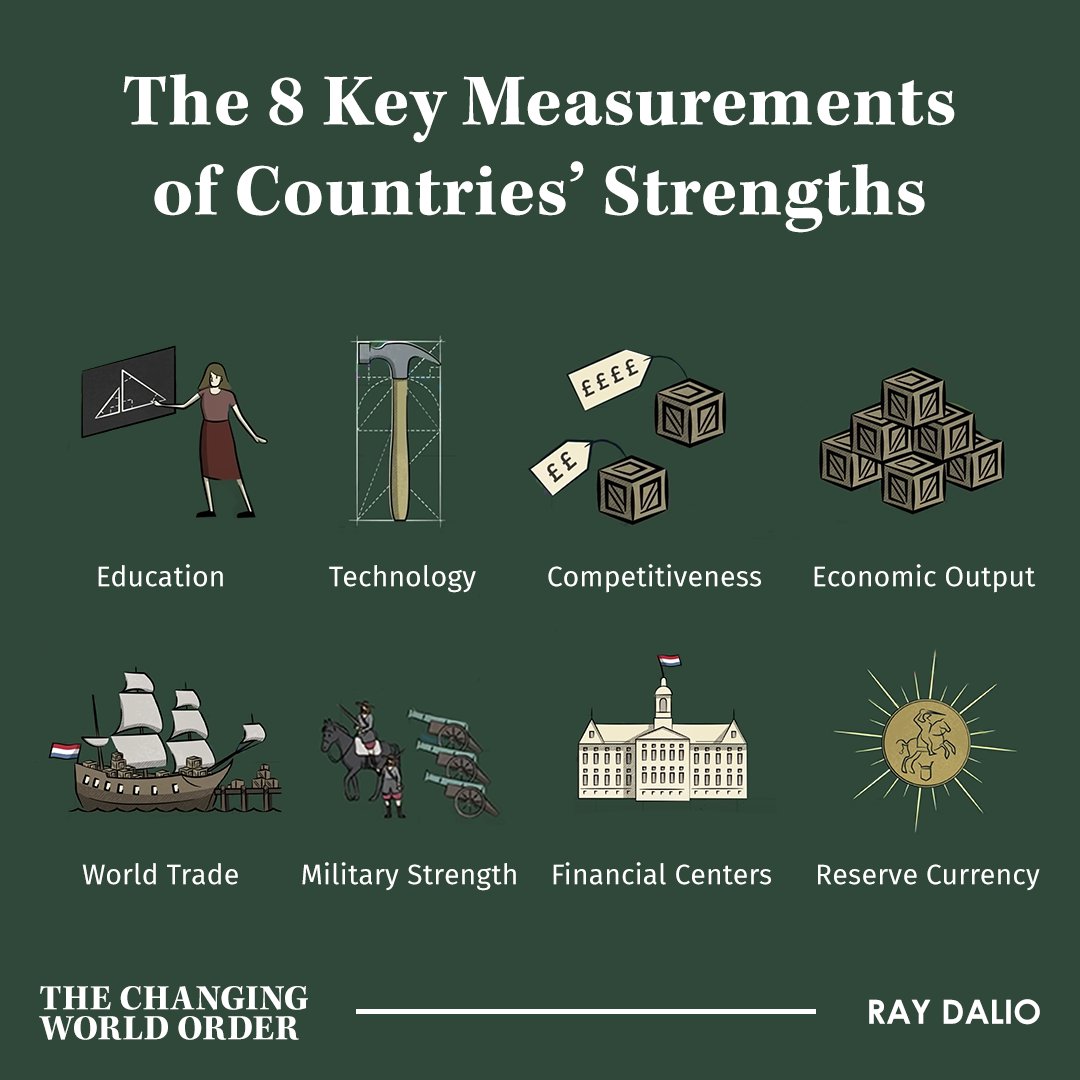 The 8 Key Measurements
of Countries’ Strengths
££££
££
Education
Technology
Competitiveness
Economic Output
World Trade
Military Strength
Financial Centers
Reserve Currency
THE CHANGING
WORLD ORDER
RAY DALIO